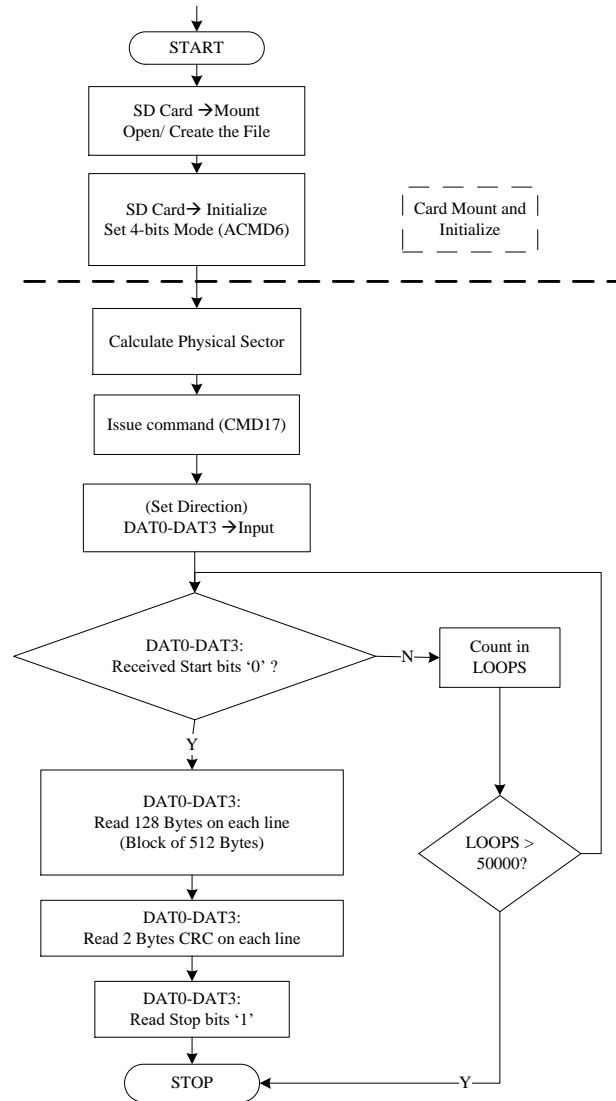 START
SD Card →Mount
Open/ Create the File
SD Card→ Initialize
Set 4-bits Mode (ACMD6)
Card Mount and
Initialize
Calculate Physical Sector
Issue command (CMD17)
(Set Direction)
DAT0-DAT3 →Input
DAT0-DAT3:
Received Start bits ‘0’ ?
N
Count in
LOOPS
Y
DAT0-DAT3:
Read 128 Bytes on each line
(Block of 512 Bytes)
LOOPS >
50000?
DAT0-DAT3:
Read 2 Bytes CRC on each line
DAT0-DAT3:
Read Stop bits ‘1’
STOP
Y